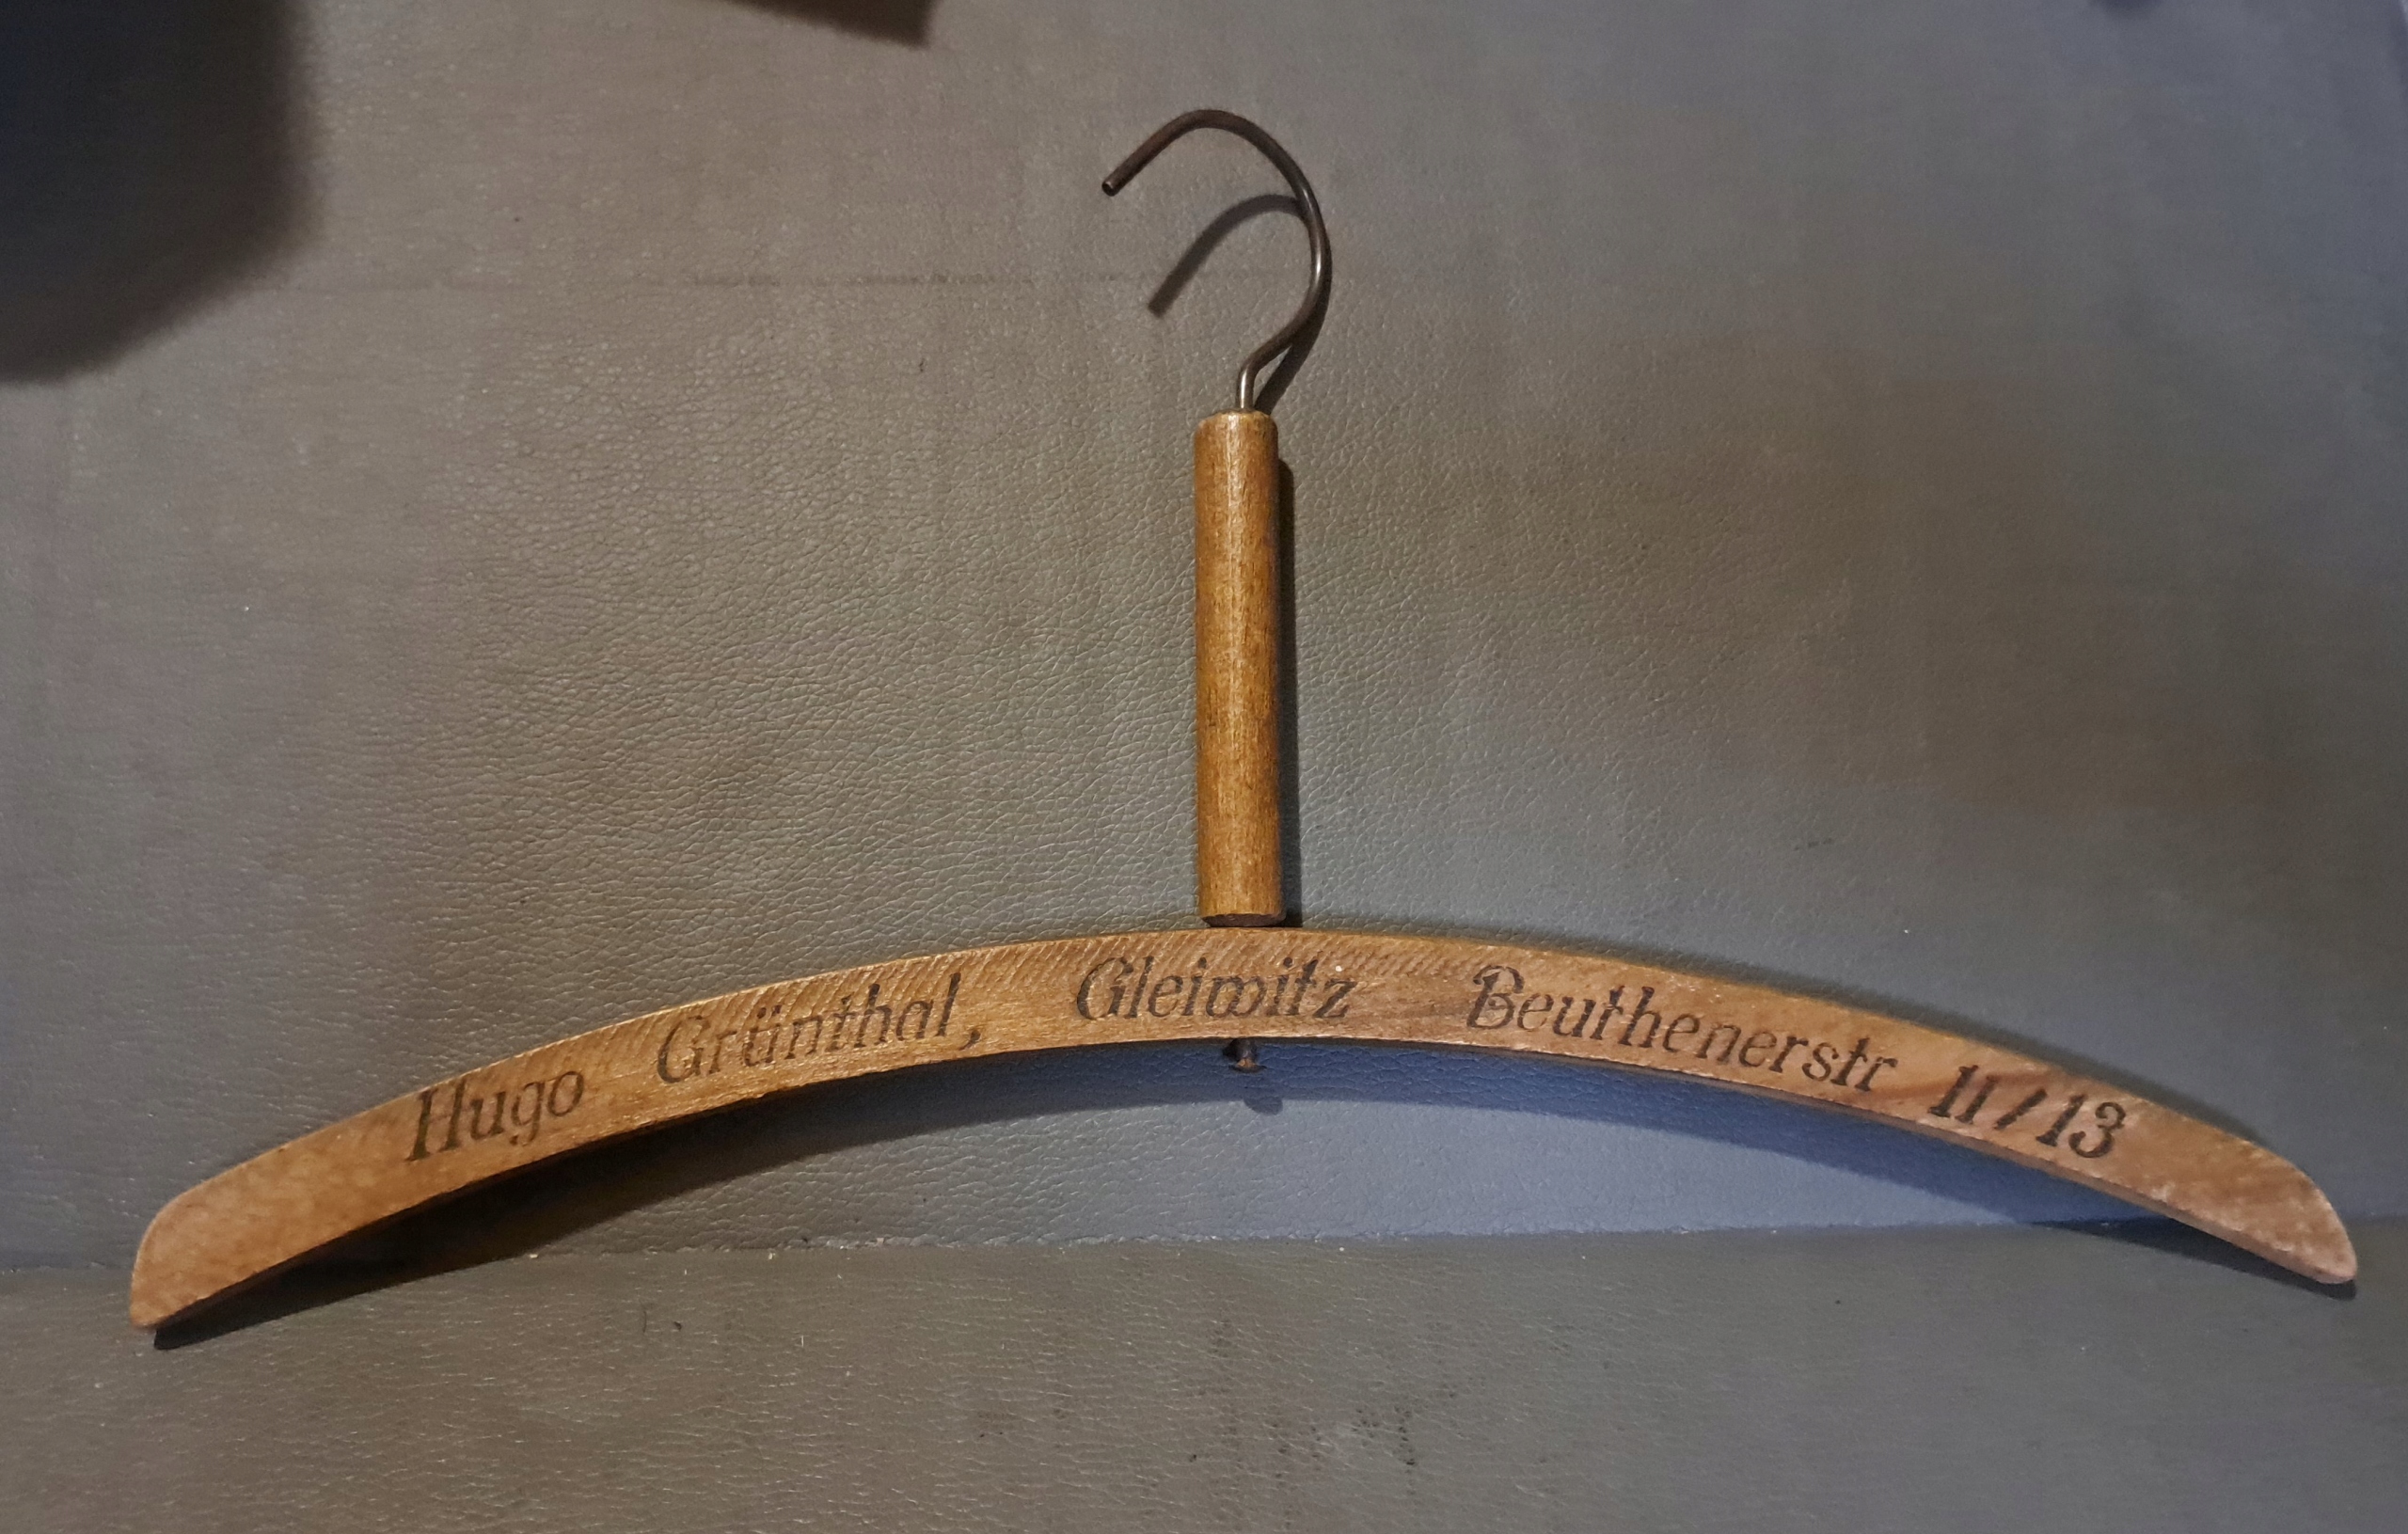 Hugo Grünthal, Gleiwitz Beuthenerstr 11/13